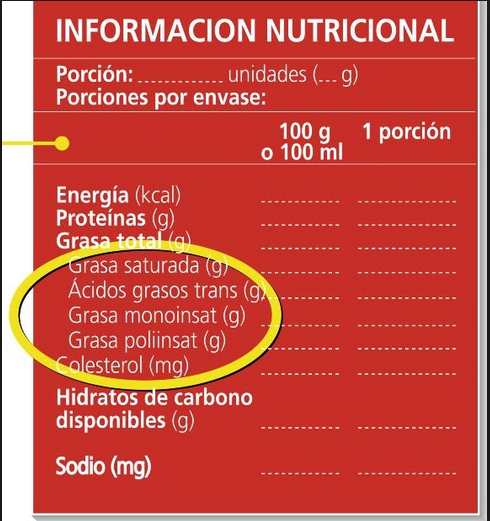 INFORMACION NUTRICIONAL
Porción: ............. unidades (... g)
Porciones por envase:
100 g 1 porción
o 100 ml
Energía (kcal)
Proteínas (g)
Grasa total (g)
Grasa saturada (g)
Ácidos grasos trans (g)
Grasa monoinsat (g)
Grasa poliinsat (g)
Colesterol (mg)
Hidratos de carbono
disponibles (g)
Sodio (mg)